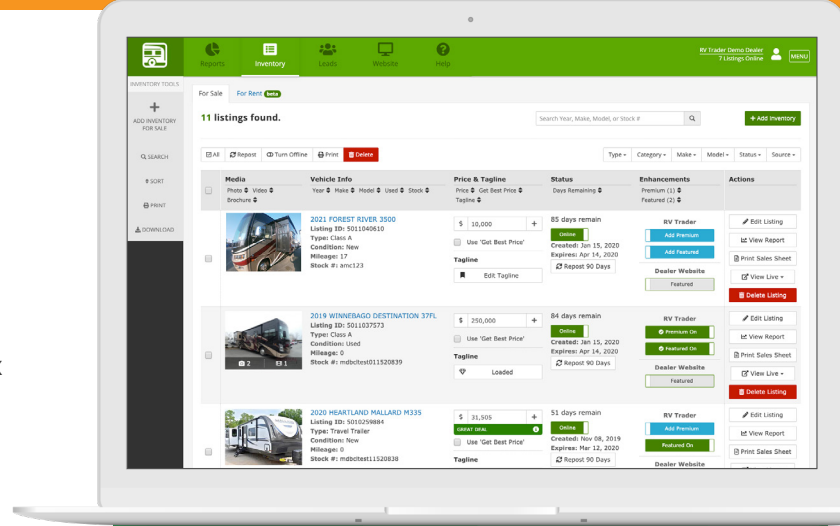 Reports
Inventory
Leads
Website
Help
RV Trader Demo Dealer
7 Listings Online
MENU
INVENTORY TOOLS
ADD INVENTORY
FOR SALE
SEARCH
SORT
PRINT
DOWNLOAD
For Sale For Rent beta
11 listings found.
Search Year, Make, Model, or Stock #
+ Add Inventory
All Repost Turn Offline Print Delete
Type Category Make Model Status Source
Media Vehicle Info Price & Tagline Status Enhancements Actions
Photo Video Year Make Model Used Stock Price Get Best Price Days Remaining Premium (1)
Brochure Tagline Featured (2)
2021 FOREST RIVER 3500
Listing ID: 5011040610
Type: Class A
Condition: New
Mileage: 17
Stock #: amc123
$ 10,000 +
Use 'Get Best Price'
Tagline
Edit Tagline
85 days remain
Online
Created: Jan 15, 2020
Expires: Apr 14, 2020
Repost 90 Days
RV Trader
Add Premium
Add Featured
Dealer Website
Featured
Edit Listing
View Report
Print Sales Sheet
View Live
Delete Listing
2 1
2019 WINNEBAGO DESTINATION 37FL
Listing ID: 5011037573
Type: Class A
Condition: Used
Mileage: 0
Stock #: mdbcltest011520839
$ 250,000 +
Use 'Get Best Price'
Tagline
Loaded
84 days remain
Online
Created: Jan 15, 2020
Expires: Apr 14, 2020
Repost 90 Days
RV Trader
Premium On
Featured On
Dealer Website
Featured
Edit Listing
View Report
Print Sales Sheet
View Live
Delete Listing
2020 HEARTLAND MALLARD M335
Listing ID: 5010259884
Type: Travel Trailer
Condition: New
Mileage: 0
Stock #: mdbcltest11520838
$ 31,505 +
GREAT DEAL
Use 'Get Best Price'
Tagline
51 days remain
Online
Created: Nov 08, 2019
Expires: Mar 12, 2020
Repost 90 Days
RV Trader
Add Premium
Featured On
Dealer Website
Edit Listing
View Report
Print Sales Sheet